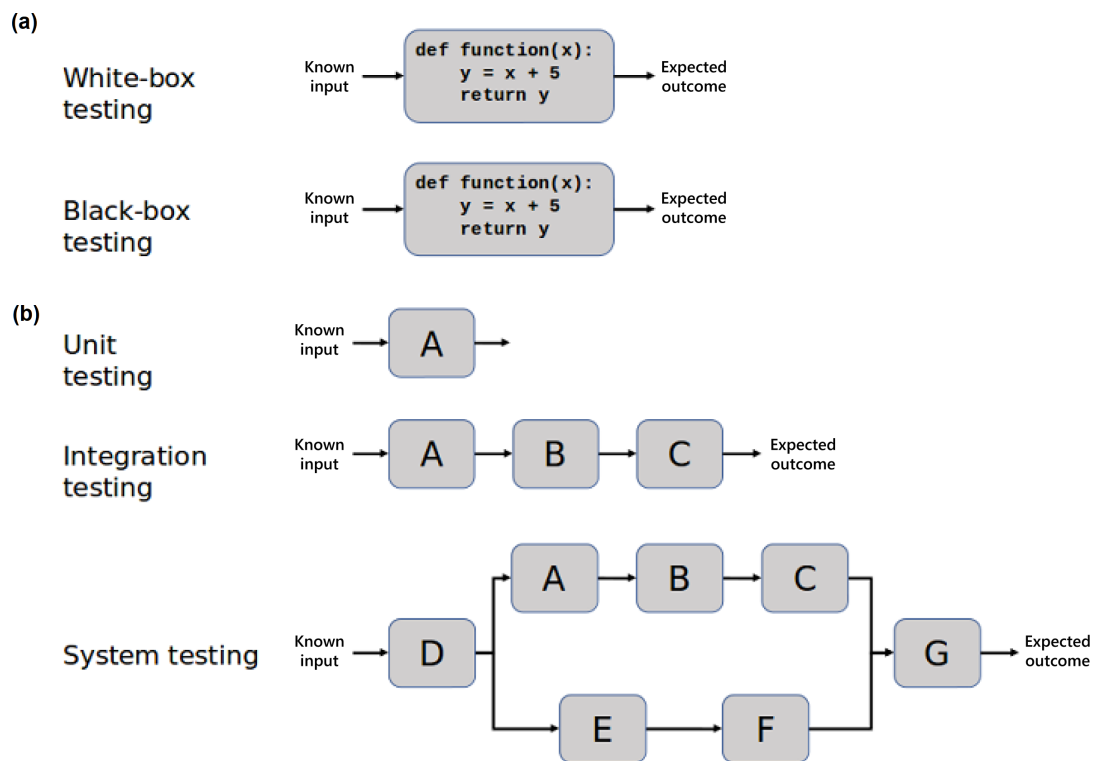 (a)
White-box
testing
Known
input
def function(x):
y = x + 5
return y
Expected
outcome
Black-box
testing
Known
input
def function(x):
y = x + 5
return y
Expected
outcome
(b)
Unit
testing
Known
input
A
Integration
testing
Known
input
A
B
C
Expected
outcome
System testing
Known
input
D
A
B
C
E
F
G
Expected
outcome